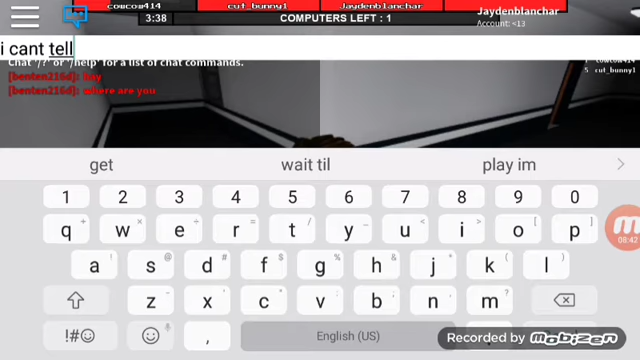 cowcow414 cut_bunny1 Jaydenblanchar
Jaydenblanchar
Account: <13
3:38 COMPUTERS LEFT : 1
i cant tell
Chat '/?' or '/help' for a list of chat commands.
cowcow414
5 cut_bunny1
[benten216d]:
[benten216d]: where are you
get wait til play im
1 2 3 4 5 6 7 8 9 0
q w e r t y u i o p
08:42
a s d f g h j k l
z x c v b n m
!#☺ , English (US)
Recorded by mobizen